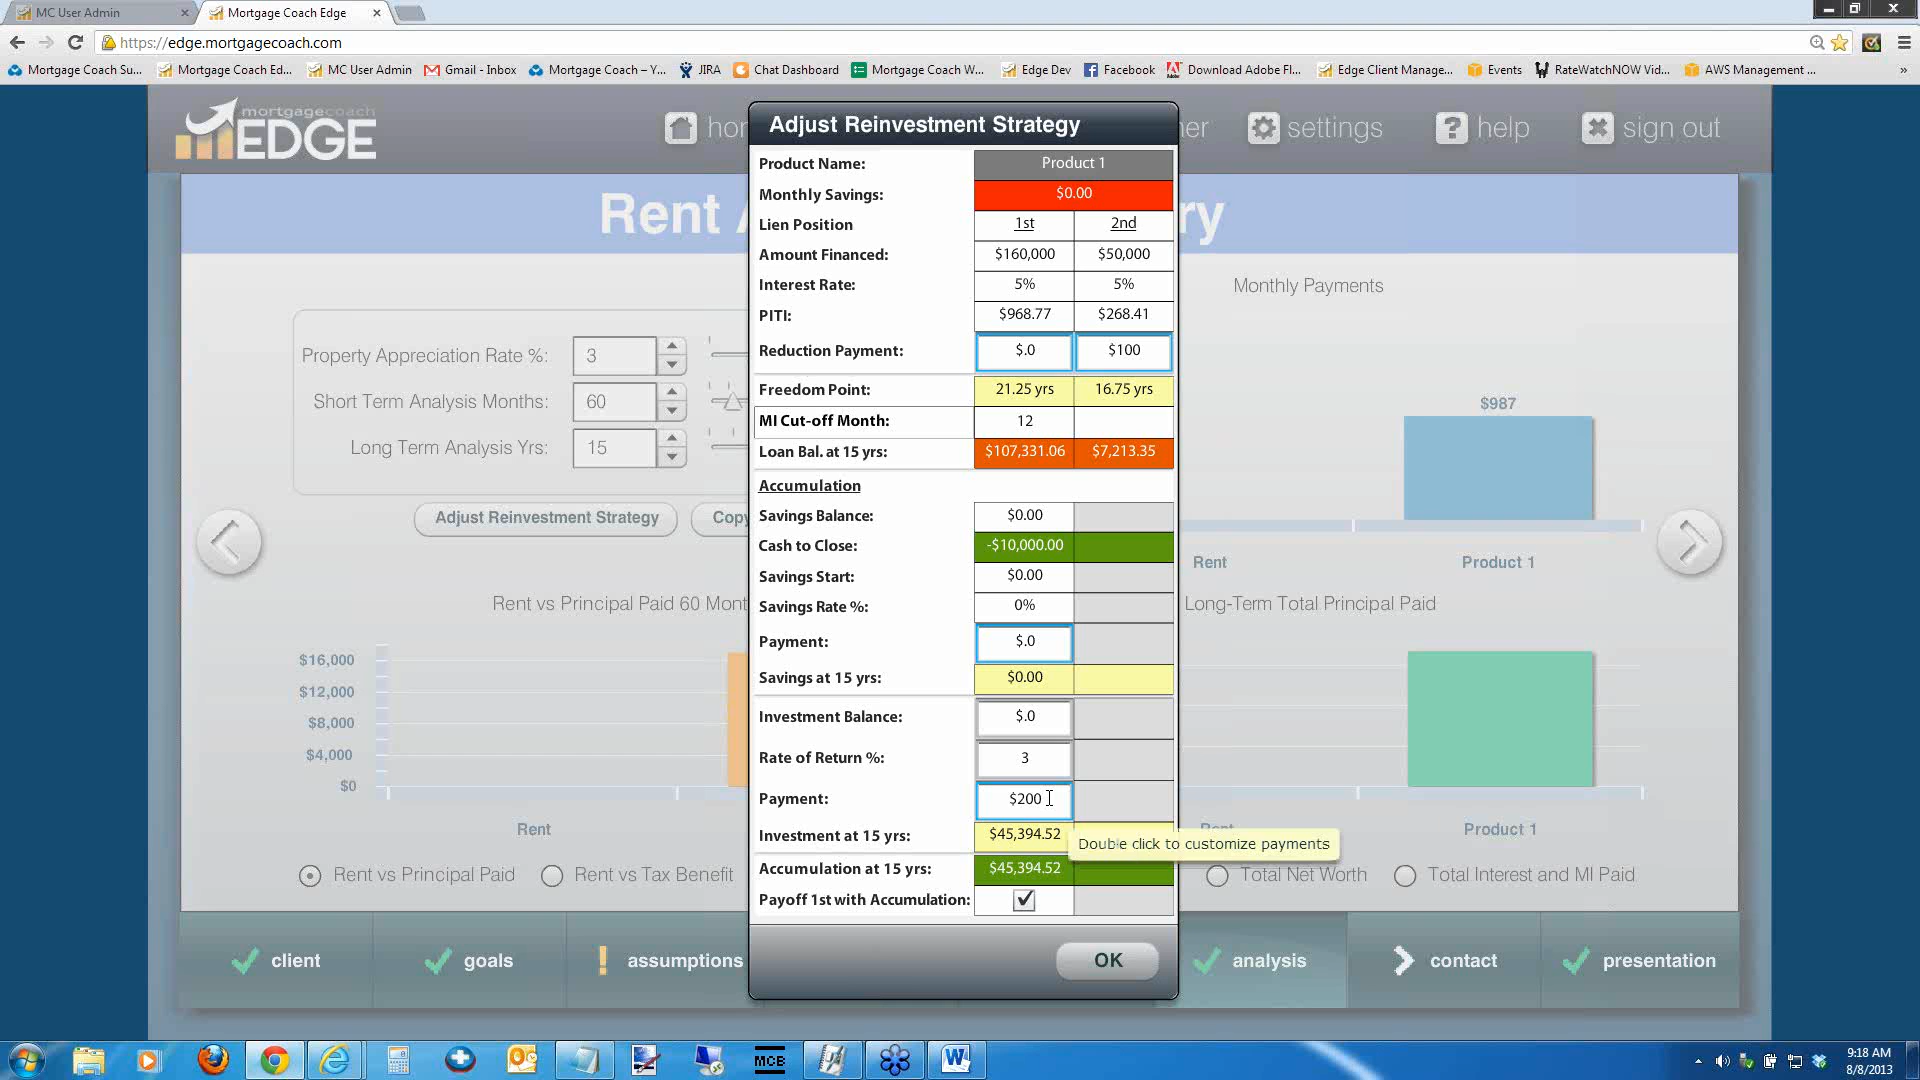 MC User Admin
Mortgage Coach Edge
https://edge.mortgagecoach.com
Mortgage Coach Su...
Mortgage Coach Ed...
MC User Admin
Gmail - Inbox
Mortgage Coach – Y...
JIRA
Chat Dashboard
Mortgage Coach W...
Edge Dev
Facebook
Download Adobe Fl...
Edge Client Manage...
Events
RateWatchNOW Vid...
AWS Management ...
»
mortgagecoach
EDGE
settings
help
sign out
Adjust Reinvestment Strategy
Product Name: Product 1
Monthly Savings: $0.00
Lien Position 1st 2nd
Amount Financed: $160,000 $50,000
Interest Rate: 5% 5%
PITI: $968.77 $268.41
Reduction Payment: $.0 $100
Freedom Point: 21.25 yrs 16.75 yrs
MI Cut-off Month: 12
Loan Bal. at 15 yrs: $107,331.06 $7,213.35
Accumulation
Savings Balance: $0.00
Cash to Close: -$10,000.00
Savings Start: $0.00
Savings Rate %: 0%
Payment: $.0
Savings at 15 yrs: $0.00
Investment Balance: $.0
Rate of Return %: 3
Payment: $200
Investment at 15 yrs: $45,394.52
Double click to customize payments
Accumulation at 15 yrs: $45,394.52
Payoff 1st with Accumulation:
OK
Rent
Property Appreciation Rate %: 3
Short Term Analysis Months: 60
Long Term Analysis Yrs: 15
Adjust Reinvestment Strategy
Monthly Payments
$987
Rent
Product 1
Rent vs Principal Paid 60
$16,000
$12,000
$8,000
$4,000
$0
Rent
Long-Term Total Principal Paid
Product 1
Rent vs Principal Paid
Rent vs Tax Benefit
Total Net Worth
Total Interest and MI Paid
client
goals
! assumptions
analysis
contact
presentation
MCB
9:18 AM
8/8/2013